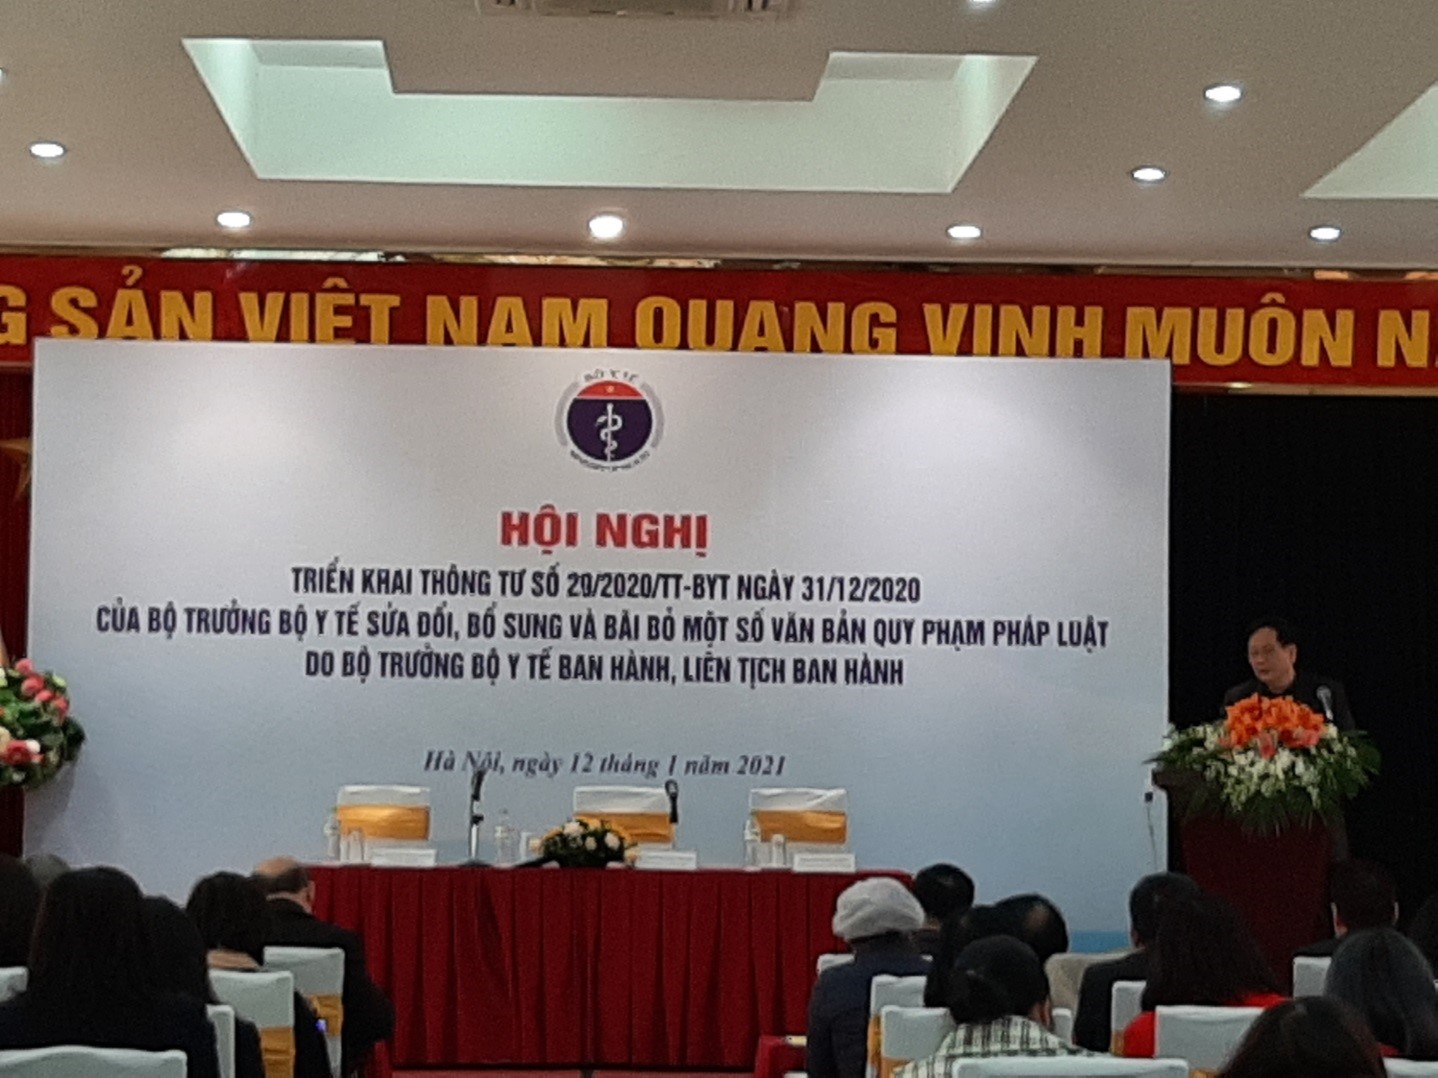 G SẢN VIỆT NAM QUANG VINH MUÔN N
BỘ Y TẾ
HỘI NGHỊ
TRIỂN KHAI THÔNG TƯ SỐ 29/2020/TT-BYT NGÀY 31/12/2020
CỦA BỘ TRƯỞNG BỘ Y TẾ SỬA ĐỔI, BỔ SUNG VÀ BÃI BỎ MỘT SỐ VĂN BẢN QUY PHẠM PHÁP LUẬT
DO BỘ TRƯỞNG BỘ Y TẾ BAN HÀNH, LIÊN TỊCH BAN HÀNH
Hà Nội, ngày 12 tháng 1 năm 2021